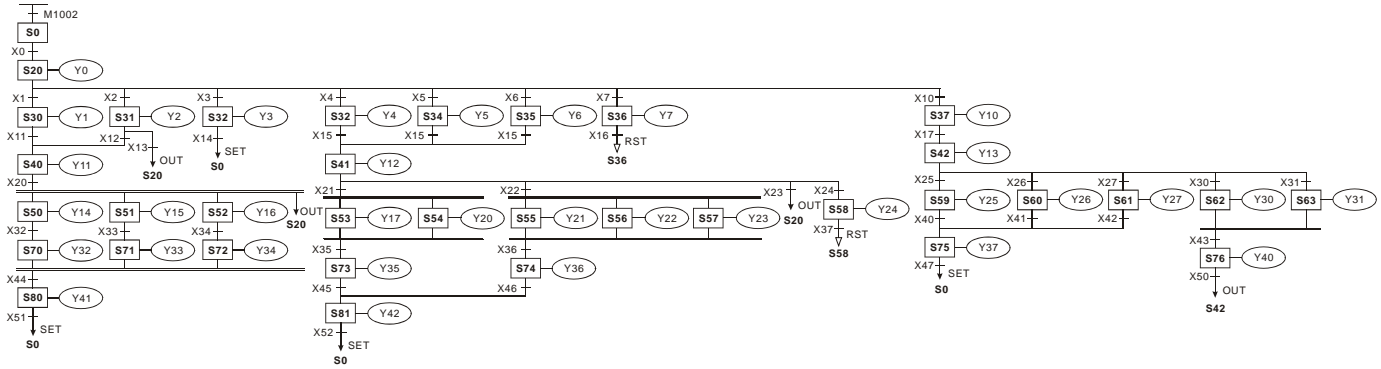 M1002
S0
X0
S20 Y0
X1 X2 X3 X4 X5 X6 X7 X10
S30 Y1 S31 Y2 S32 Y3 S32 Y4 S34 Y5 S35 Y6 S36 Y7 S37 Y10
X11 X12 X13 X14 X15 X15 X15 X16 X17
OUT SET RST
S20 S0 S36
S40 Y11 S41 Y12 S42 Y13
X20 X21 X22 X23 X24 X25 X26 X27 X30 X31
OUT OUT
S20 S20
S50 Y14 S51 Y15 S52 Y16 S53 Y17 S54 Y20 S55 Y21 S56 Y22 S57 Y23 S58 Y24 S59 Y25 S60 Y26 S61 Y27 S62 Y30 S63 Y31
X32 X33 X34 X37 RST X40 X41 X42
S58
S70 Y32 S71 Y33 S72 Y34 X35 X36 S75 Y37 X43
S73 Y35 S74 Y36 X47 SET S76 Y40
S0
X44 X45 X46 X50 OUT
S42
S80 Y41 S81 Y42
X51 SET X52 SET
S0 S0